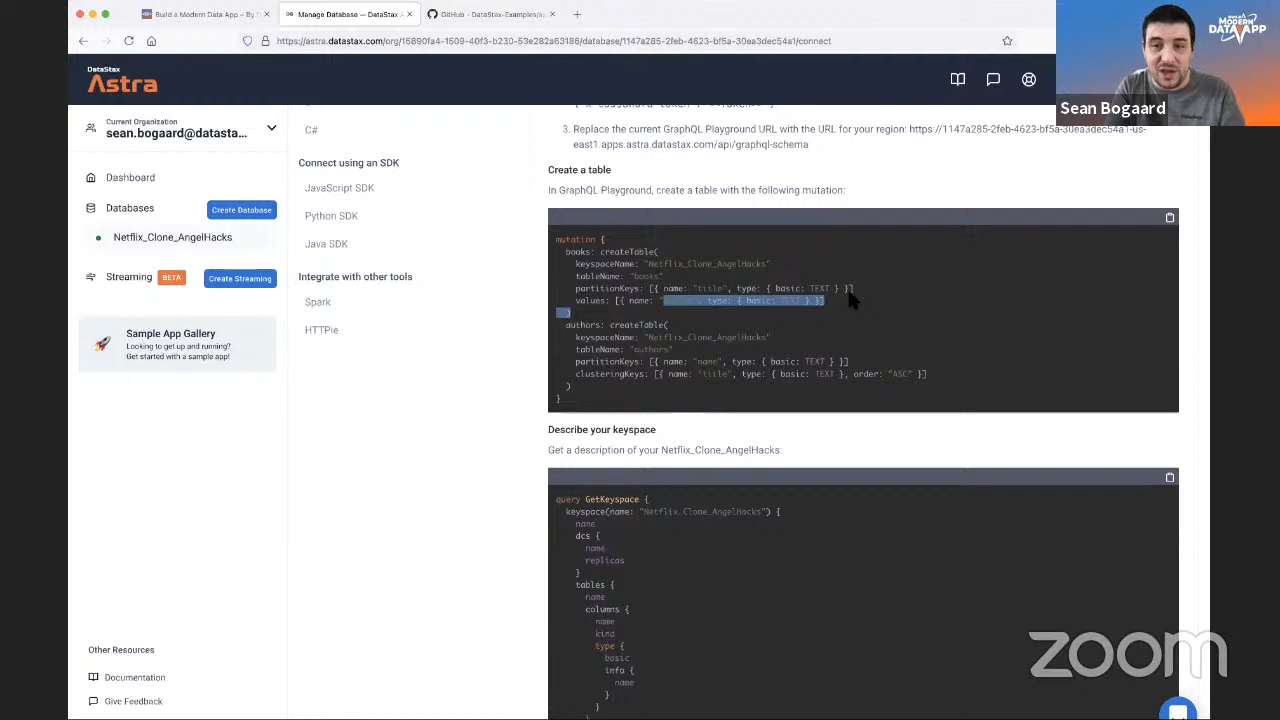 Build a Modern Data App — By T
Manage Database — DataStax A
GitHub - DataStax-Examples/as
https://astra.datastax.com/org/16890fa4-1509-40f3-b230-53e282a63186/database/1147a285-2feb-4623-bf5a-30ea3dec54a1/connect
MODERN
DATA APP
Sean Bogaard
DataStax
Astra
Current Organization
sean.bogaard@datasta...
Dashboard
Databases
Create Database
Netflix_Clone_AngelHacks
Streaming
BETA
Create Streaming
Sample App Gallery
Looking to get up and running?
Get started with a sample app!
Other Resources
Documentation
Give Feedback
C#
Connect using an SDK
JavaScript SDK
Python SDK
Java SDK
Integrate with other tools
Spark
HTTPie
3. Replace the current GraphQL Playground URL with the URL for your region: https://1147a285-2feb-4623-bf5a-30ea3dec54a1-us-
east1.apps.astra.datastax.com/api/graphql-schema
Create a table
In GraphQL Playground, create a table with the following mutation:
mutation {
books: createTable(
keyspaceName: "Netflix_Clone_AngelHacks"
tableName: "books"
partitionKeys: [{ name: "title", type: { basic: TEXT } }]
values: [{ name: " type: { basic: TEXT } }]
)
authors: createTable(
keyspaceName: "Netflix_Clone_AngelHacks"
tableName: "authors"
partitionKeys: [{ name: "name", type: { basic: TEXT } }]
clusteringKeys: [{ name: "title", type: { basic: TEXT }, order: "ASC" }]
)
}
Describe your keyspace
Get a description of your Netflix_Clone_AngelHacks:
query GetKeyspace {
keyspace(name: "Netflix_Clone_AngelHacks") {
name
dcs {
name
replicas
}
tables {
name
columns {
name
kind
type {
basic
info {
name
}
}
zoom